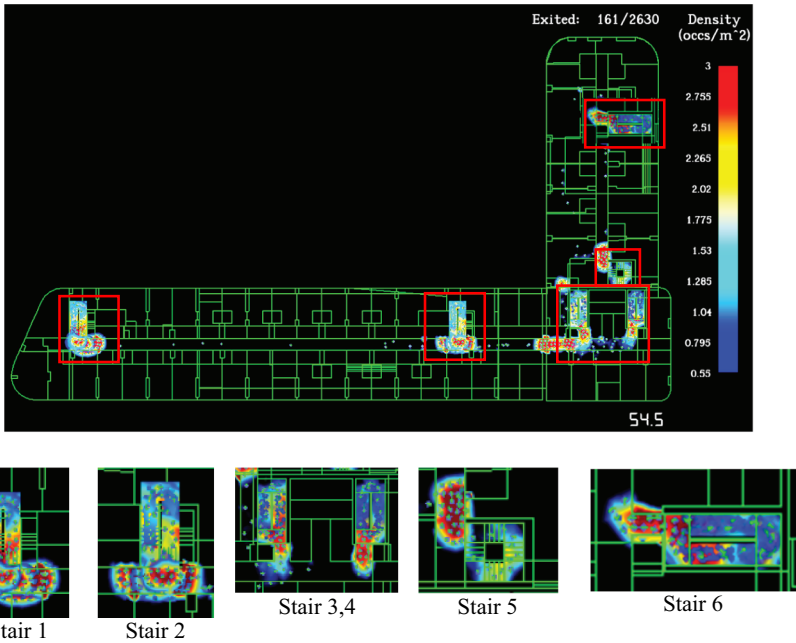 Exited: 161/2630 Density
(occs/m^2)
3
2.755
2.51
2.265
2.02
1.775
1.53
1.285
1.04
0.795
0.55
54.5
tair 1
Stair 2
Stair 3,4
Stair 5
Stair 6